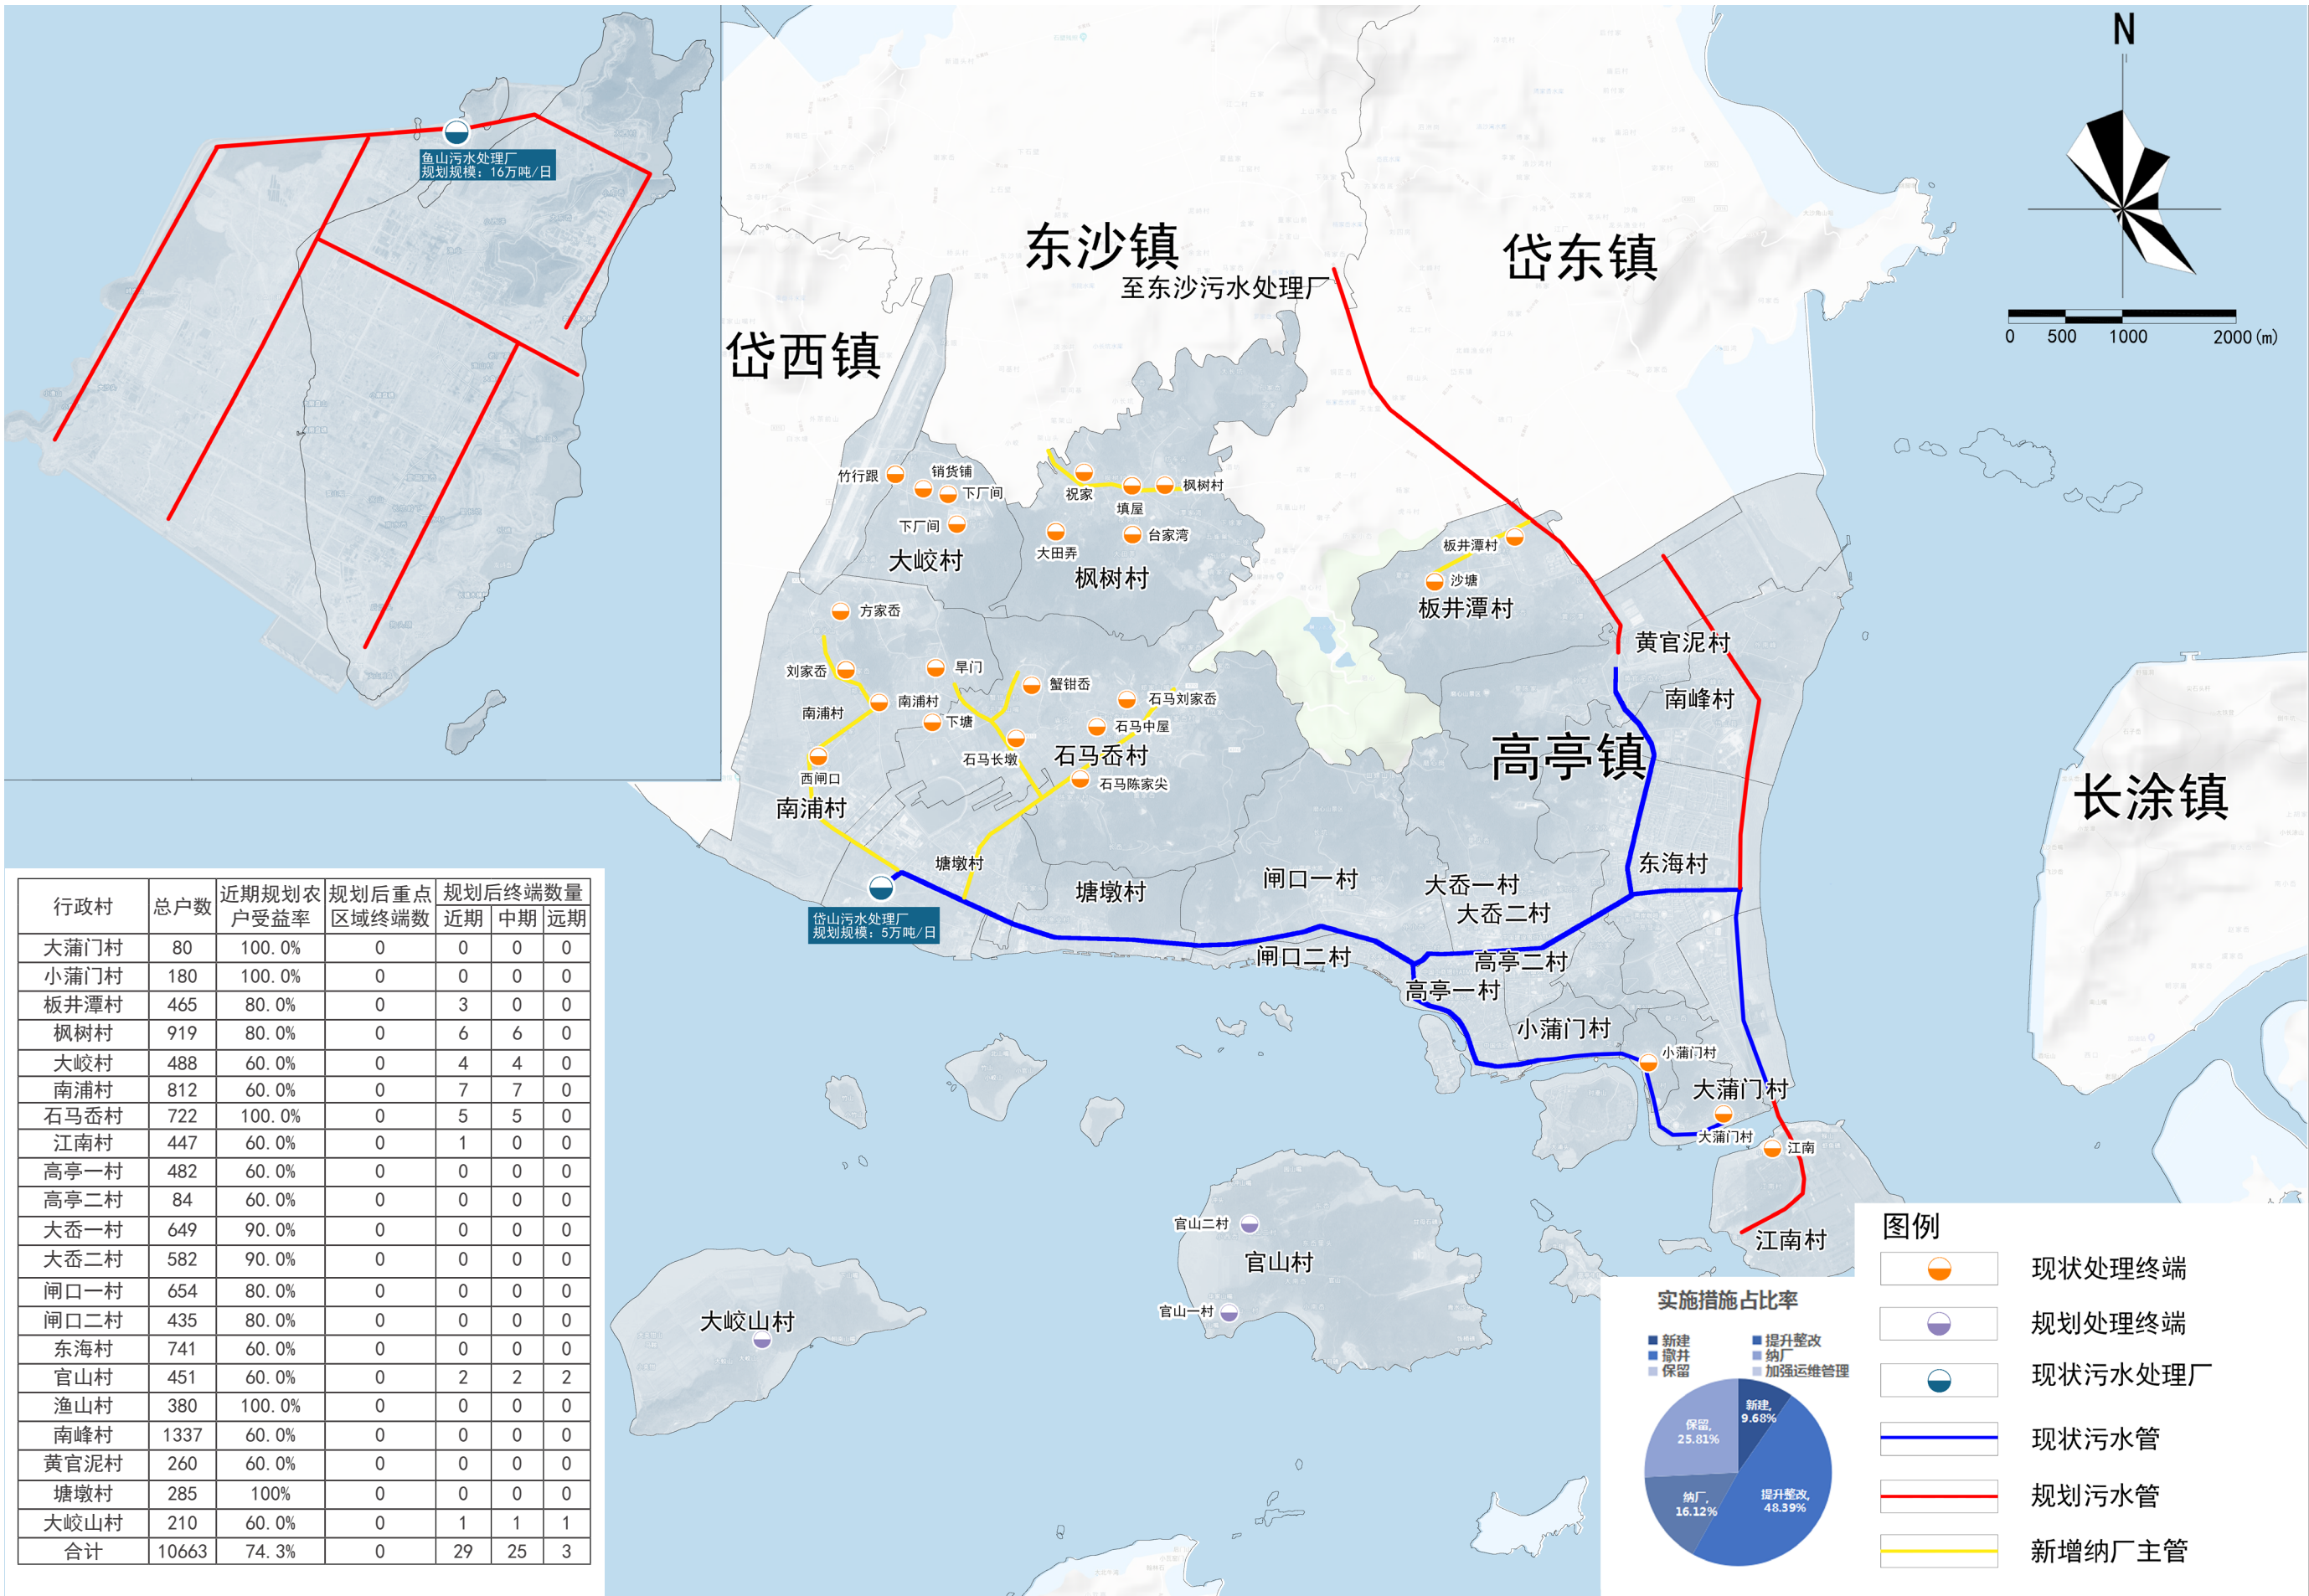 N
0 500 1000 2000(m)
鱼山污水处理厂
规划规模：16万吨/日
东沙镇
至东沙污水处理厂
岱东镇
岱西镇
高亭镇
长涂镇
竹行跟
销货铺
下厂间
下厂间
大峧村
祝家
填屋
枫树村
大田弄
台家湾
枫树村
板井潭村
沙塘
板井潭村
方家岙
刘家岙
旱门
南浦村
南浦村
下塘
西闸口
南浦村
蟹钳岙
石马刘家岙
石马中屋
石马长墩
石马岙村
石马陈家尖
黄官泥村
南峰村
东海村
塘墩村
塘墩村
岱山污水处理厂
规划规模：5万吨/日
闸口一村
闸口二村
大岙一村
大岙二村
高亭二村
高亭一村
小蒲门村
小蒲门村
大蒲门村
大蒲门村
江南
江南村
官山二村
官山村
官山一村
大峧山村
行政村 总户数 近期规划农户受益率 规划后重点区域终端数 规划后终端数量
近期 中期 远期
大蒲门村 80 100.0% 0 0 0 0
小蒲门村 180 100.0% 0 0 0 0
板井潭村 465 80.0% 0 3 0 0
枫树村 919 80.0% 0 6 6 0
大峧村 488 60.0% 0 4 4 0
南浦村 812 60.0% 0 7 7 0
石马岙村 722 100.0% 0 5 5 0
江南村 447 60.0% 0 1 0 0
高亭一村 482 60.0% 0 0 0 0
高亭二村 84 60.0% 0 0 0 0
大岙一村 649 90.0% 0 0 0 0
大岙二村 582 90.0% 0 0 0 0
闸口一村 654 80.0% 0 0 0 0
闸口二村 435 80.0% 0 0 0 0
东海村 741 60.0% 0 0 0 0
官山村 451 60.0% 0 2 2 2
渔山村 380 100.0% 0 0 0 0
南峰村 1337 60.0% 0 0 0 0
黄官泥村 260 60.0% 0 0 0 0
塘墩村 285 100% 0 0 0 0
大峧山村 210 60.0% 0 1 1 1
合计 10663 74.3% 0 29 25 3
实施措施占比率
新建 提升整改
撤并 纳厂
保留 加强运维管理
新建,
9.68%
保留,
25.81%
纳厂,
16.12%
提升整改,
48.39%
图例
现状处理终端
规划处理终端
现状污水处理厂
现状污水管
规划污水管
新增纳厂主管